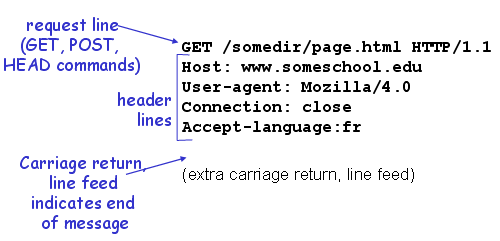 request line
(GET, POST,
HEAD commands)
GET /somedir/page.html HTTP/1.1
Host: www.someschool.edu
User-agent: Mozilla/4.0
Connection: close
Accept-language:fr
header
lines
Carriage return,
line feed
indicates end
of message
(extra carriage return, line feed)